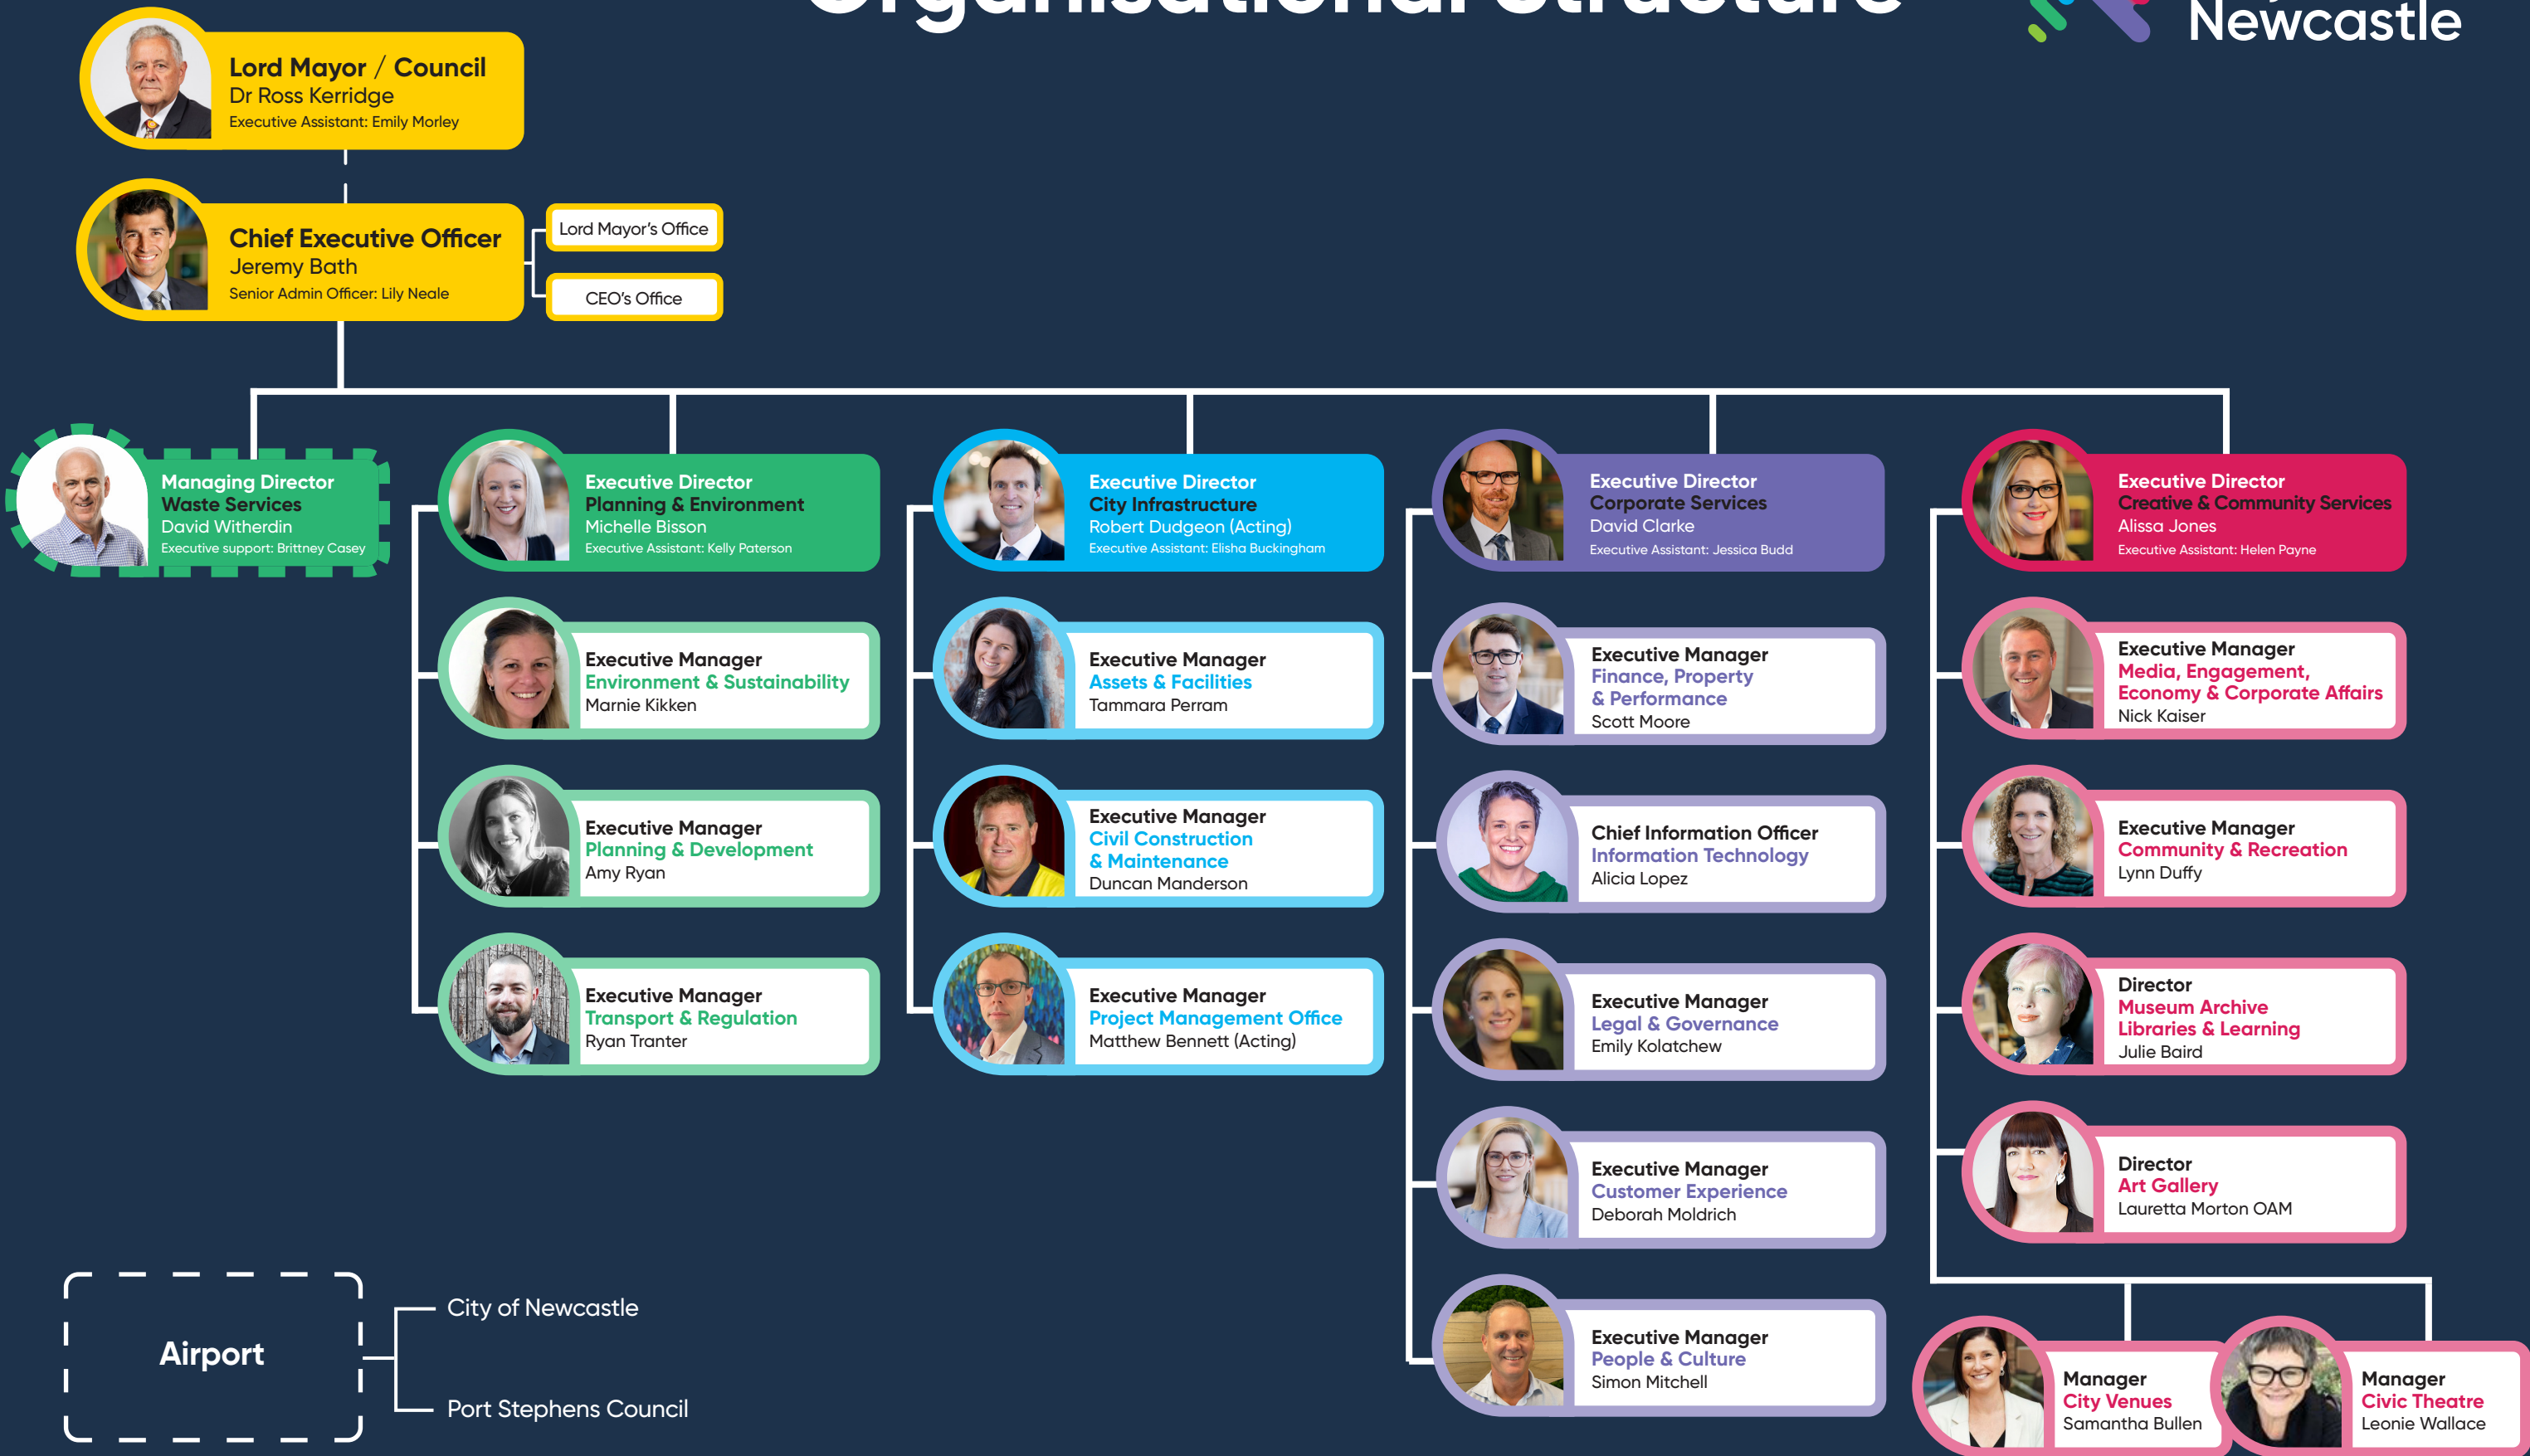 Organisational Structure
Newcastle
Lord Mayor / Council
Dr Ross Kerridge
Executive Assistant: Emily Morley
Chief Executive Officer
Jeremy Bath
Senior Admin Officer: Lily Neale
Lord Mayor's Office
CEO's Office
Managing Director
Waste Services
David Witherdin
Executive support: Brittney Casey
Executive Director
Planning & Environment
Michelle Bisson
Executive Assistant: Kelly Paterson
Executive Manager
Environment & Sustainability
Marnie Kikken
Executive Manager
Planning & Development
Amy Ryan
Executive Manager
Transport & Regulation
Ryan Tranter
Executive Director
City Infrastructure
Robert Dudgeon (Acting)
Executive Assistant: Elisha Buckingham
Executive Manager
Assets & Facilities
Tammara Perram
Executive Manager
Civil Construction
& Maintenance
Duncan Manderson
Executive Manager
Project Management Office
Matthew Bennett (Acting)
Executive Director
Corporate Services
David Clarke
Executive Assistant: Jessica Budd
Executive Manager
Finance, Property
& Performance
Scott Moore
Chief Information Officer
Information Technology
Alicia Lopez
Executive Manager
Legal & Governance
Emily Kolatchew
Executive Manager
Customer Experience
Deborah Moldrich
Executive Manager
People & Culture
Simon Mitchell
Executive Director
Creative & Community Services
Alissa Jones
Executive Assistant: Helen Payne
Executive Manager
Media, Engagement,
Economy & Corporate Affairs
Nick Kaiser
Executive Manager
Community & Recreation
Lynn Duffy
Director
Museum Archive
Libraries & Learning
Julie Baird
Director
Art Gallery
Lauretta Morton OAM
Manager
City Venues
Samantha Bullen
Manager
Civic Theatre
Leonie Wallace
Airport
City of Newcastle
Port Stephens Council